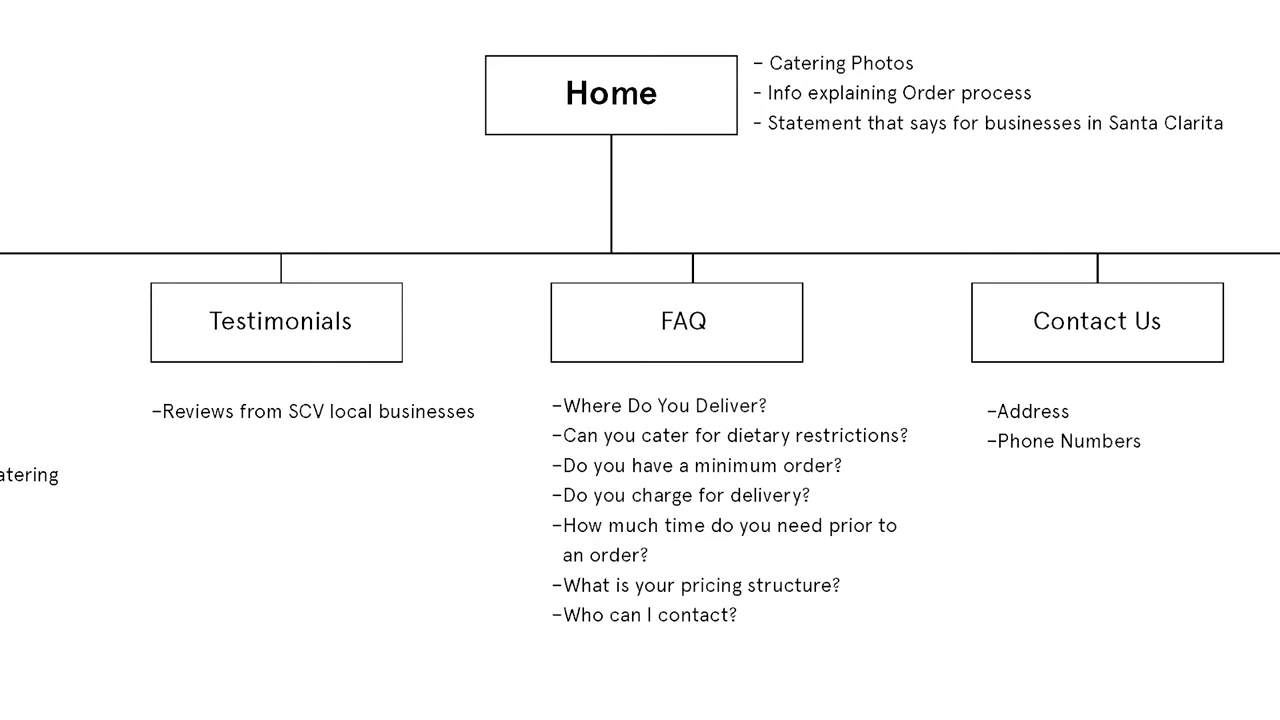 Home
– Catering Photos
- Info explaining Order process
- Statement that says for businesses in Santa Clarita
Testimonials
–Reviews from SCV local businesses
FAQ
–Where Do You Deliver?
–Can you cater for dietary restrictions?
–Do you have a minimum order?
–Do you charge for delivery?
–How much time do you need prior to
an order?
–What is your pricing structure?
–Who can I contact?
Contact Us
–Address
–Phone Numbers